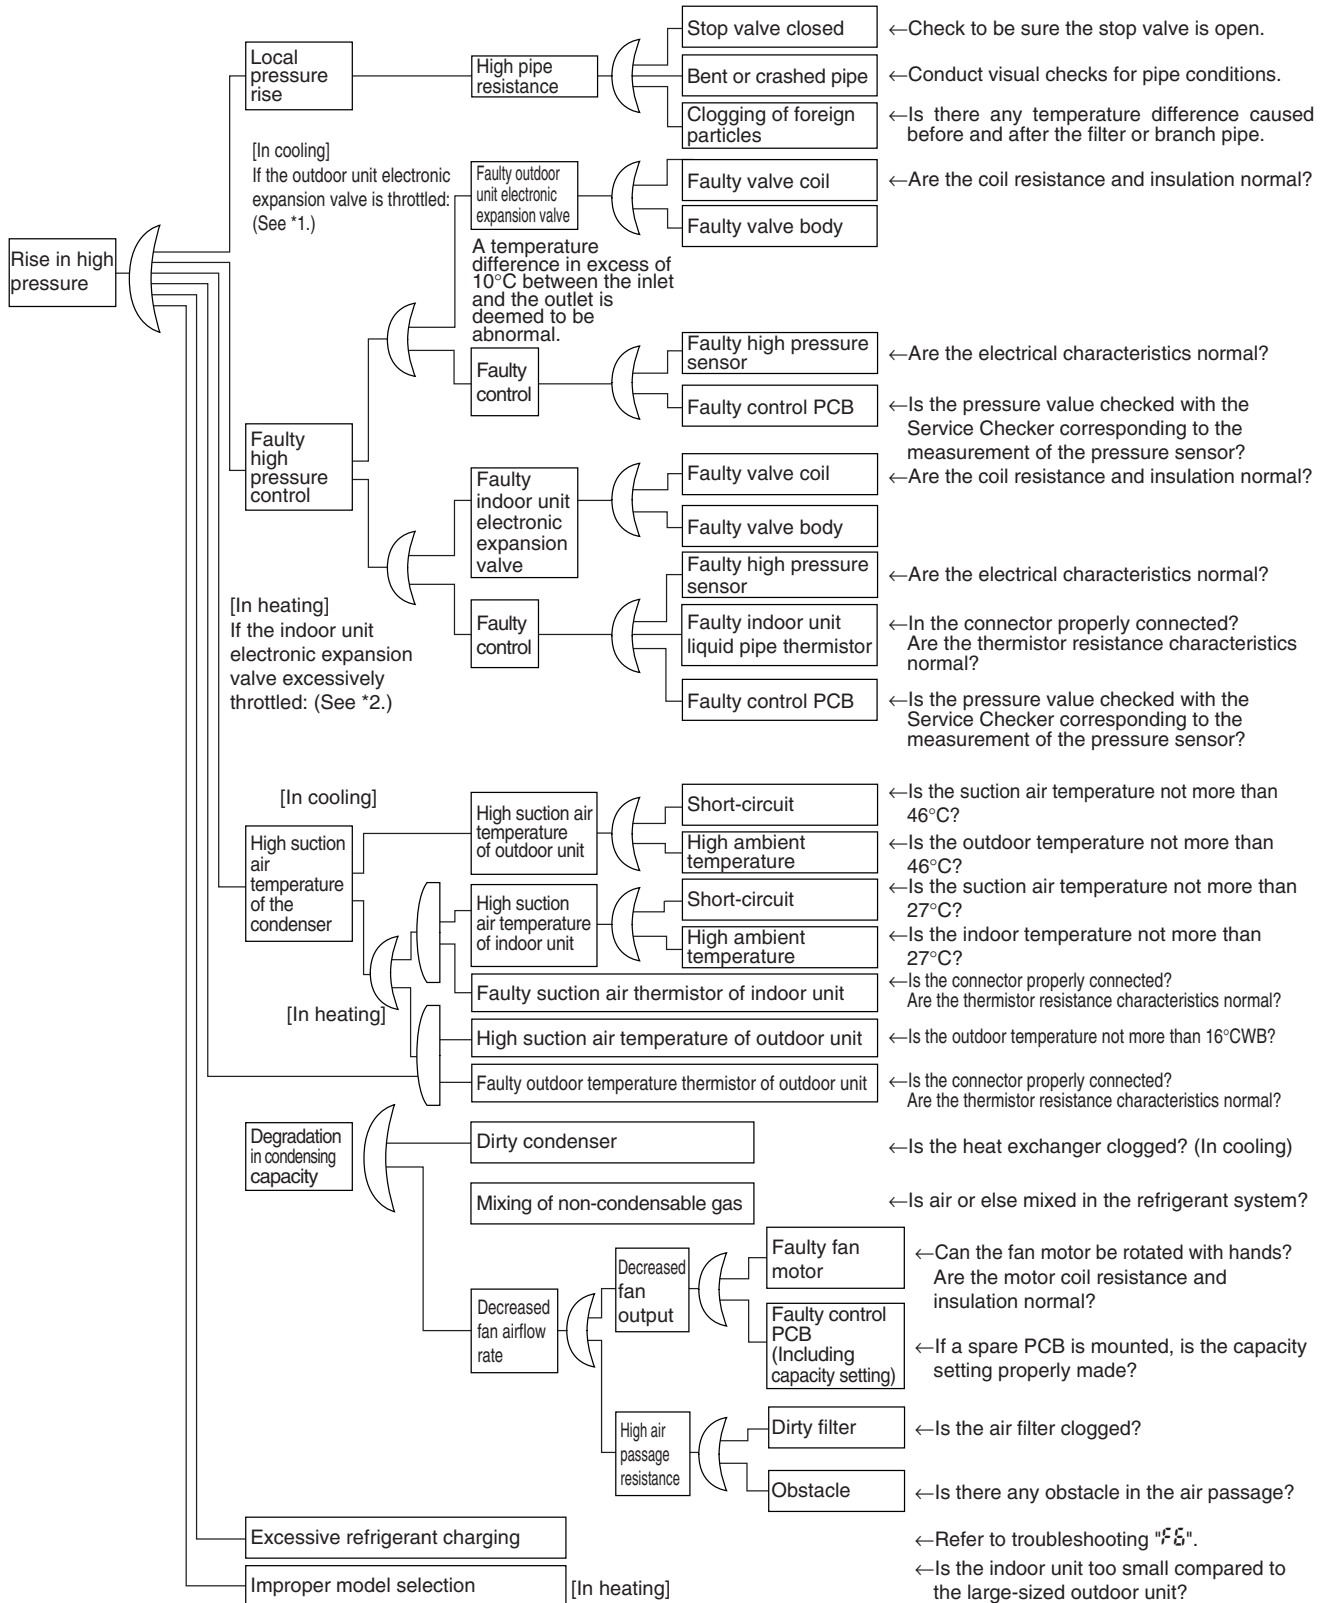 Rise in high
pressure
Local
pressure
rise
High pipe
resistance
Stop valve closed
←Check to be sure the stop valve is open.
Bent or crashed pipe
←Conduct visual checks for pipe conditions.
Clogging of foreign
particles
←Is there any temperature difference caused
before and after the filter or branch pipe.
[In cooling]
If the outdoor unit electronic
expansion valve is throttled:
(See *1.)
Faulty outdoor
unit electronic
expansion valve
Faulty valve coil
←Are the coil resistance and insulation normal?
Faulty valve body
A temperature
difference in excess of
10°C between the inlet
and the outlet is
deemed to be
abnormal.
Faulty
control
Faulty high pressure
sensor
←Are the electrical characteristics normal?
Faulty control PCB
←Is the pressure value checked with the
Service Checker corresponding to the
measurement of the pressure sensor?
Faulty
high
pressure
control
Faulty
indoor unit
electronic
expansion
valve
Faulty valve coil
←Are the coil resistance and insulation normal?
Faulty valve body
[In heating]
If the indoor unit
electronic expansion
valve excessively
throttled: (See *2.)
Faulty
control
Faulty high pressure
sensor
←Are the electrical characteristics normal?
Faulty indoor unit
liquid pipe thermistor
←In the connector properly connected?
Are the thermistor resistance characteristics
normal?
Faulty control PCB
←Is the pressure value checked with the
Service Checker corresponding to the
measurement of the pressure sensor?
[In cooling]
High suction
air
temperature
of the
condenser
High suction air
temperature
of outdoor unit
Short-circuit
←Is the suction air temperature not more than
46°C?
High ambient
temperature
←Is the outdoor temperature not more than
46°C?
High suction
air temperature
of indoor unit
Short-circuit
←Is the suction air temperature not more than
27°C?
High ambient
temperature
←Is the indoor temperature not more than
27°C?
[In heating]
Faulty suction air thermistor of indoor unit
←Is the connector properly connected?
Are the thermistor resistance characteristics normal?
High suction air temperature of outdoor unit
←Is the outdoor temperature not more than 16°CWB?
Faulty outdoor temperature thermistor of outdoor unit
←Is the connector properly connected?
Are the thermistor resistance characteristics normal?
Degradation
in condensing
capacity
Dirty condenser
←Is the heat exchanger clogged? (In cooling)
Mixing of non-condensable gas
←Is air or else mixed in the refrigerant system?
Decreased
fan airflow
rate
Decreased
fan
output
Faulty fan
motor
←Can the fan motor be rotated with hands?
Are the motor coil resistance and
insulation normal?
Faulty control
PCB
(Including
capacity setting)
←If a spare PCB is mounted, is the capacity
setting properly made?
High air
passage
resistance
Dirty filter
←Is the air filter clogged?
Obstacle
←Is there any obstacle in the air passage?
Excessive refrigerant charging
←Refer to troubleshooting "F6".
Improper model selection
[In heating]
←Is the indoor unit too small compared to
the large-sized outdoor unit?